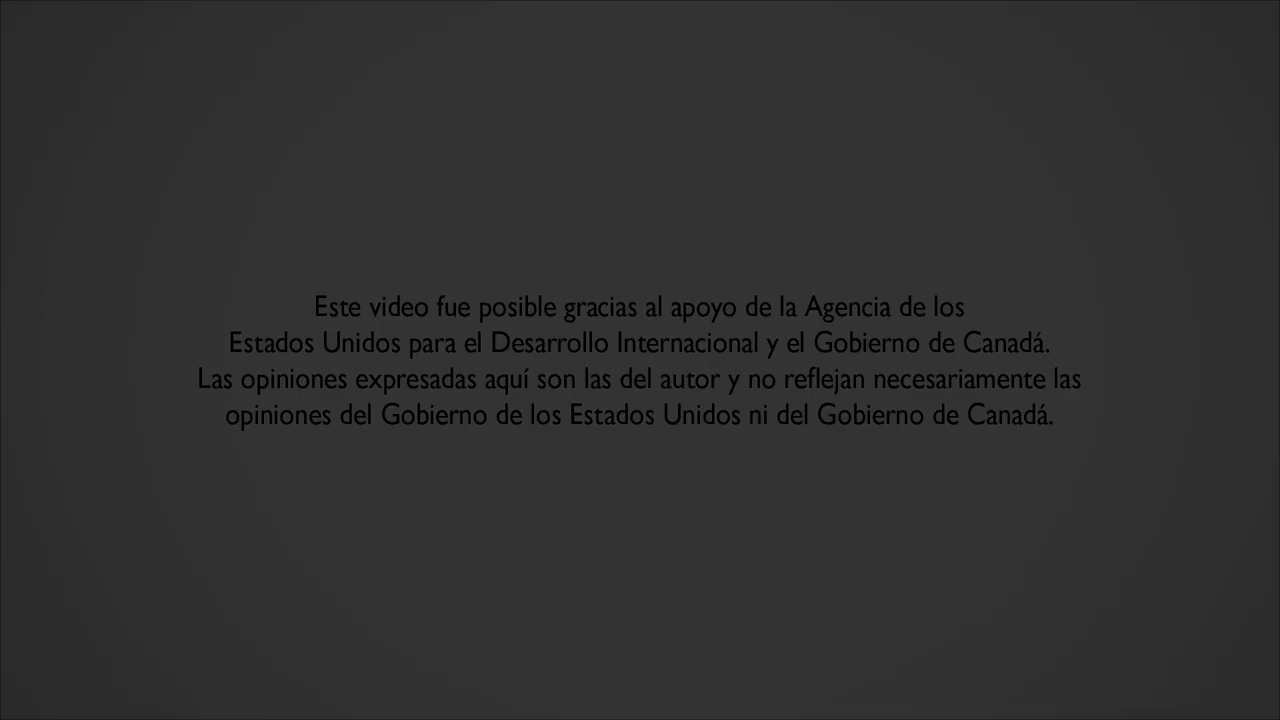 Este video fue posible gracias al apoyo de la Agencia de los
Estados Unidos para el Desarrollo Internacional y el Gobierno de Canadá.
Las opiniones expresadas aquí son las del autor y no reflejan necesariamente las
opiniones del Gobierno de los Estados Unidos ni del Gobierno de Canadá.